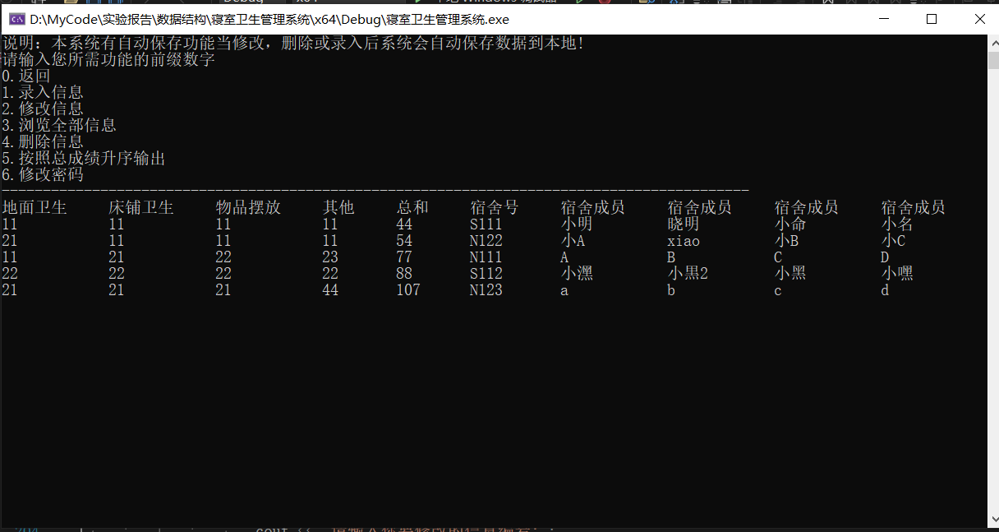 D:\MyCode\实验报告\数据结构\寝室卫生管理系统\x64\Debug\寝室卫生管理系统.exe
说明：本系统有自动保存功能当修改，删除或录入后系统会自动保存数据到本地!
请输入您所需功能的前缀数字
0.返回
1.录入信息
2.修改信息
3.浏览全部信息
4.删除信息
5.按照总成绩升序输出
6.修改密码
-------------------------------------------------------------------------------------------
地面卫生 床铺卫生 物品摆放 其他 总和 宿舍号 宿舍成员 宿舍成员 宿舍成员 宿舍成员
11 11 11 11 44 S111 小明 晓明 小命 小名
21 11 11 11 54 N122 小A xiao 小B 小C
11 21 22 23 77 N111 A B C D
22 22 22 22 88 S112 小潶 小黒2 小黑 小嘿
21 21 21 44 107 N123 a b c d